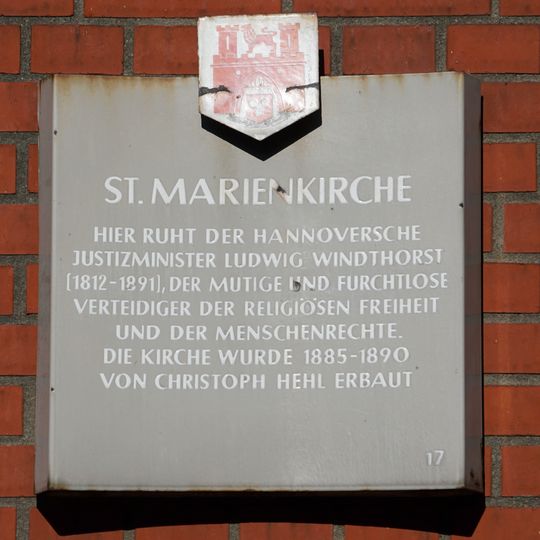 ST. MARIENKIRCHE
HIER RUHT DER HANNOVERSCHE
JUSTIZMINISTER LUDWIG WINDTHORST
(1812-1891), DER MUTIGE UND FURCHTLOSE
VERTEIDIGER DER RELIGIÖSEN FREIHEIT
UND DER MENSCHENRECHTE.
DIE KIRCHE WURDE 1885-1890
VON CHRISTOPH HEHL ERBAUT
17